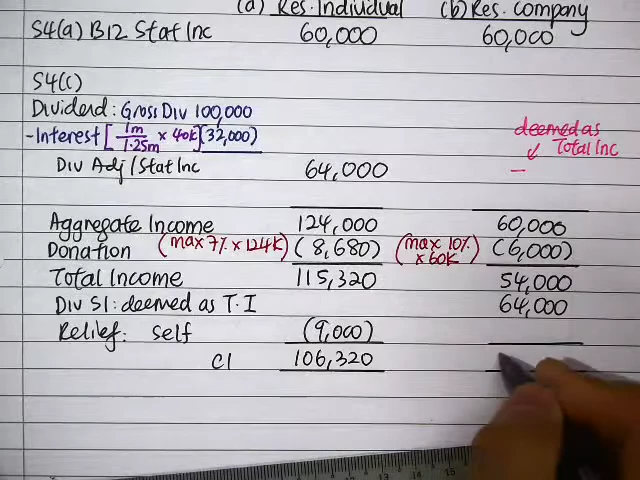 (a) Res. Individual (b) Res. Company
S4(a) B12 Stat Inc 60,000 60,000
S4(c)
Dividend: Gross Div 100,000
- Interest [ 1m / 1.25m × 40K ] (32,000)
deemed as Total Inc
Div Adj / Stat Inc 64,000 –
Aggregate Income 124,000 60,000
Donation (max 7% × 124K) (8,680) (max 10% × 60K) (6,000)
Total Income 115,320 54,000
Div SI: deemed as T.I 64,000
Relief: Self (9,000)
CI 106,320